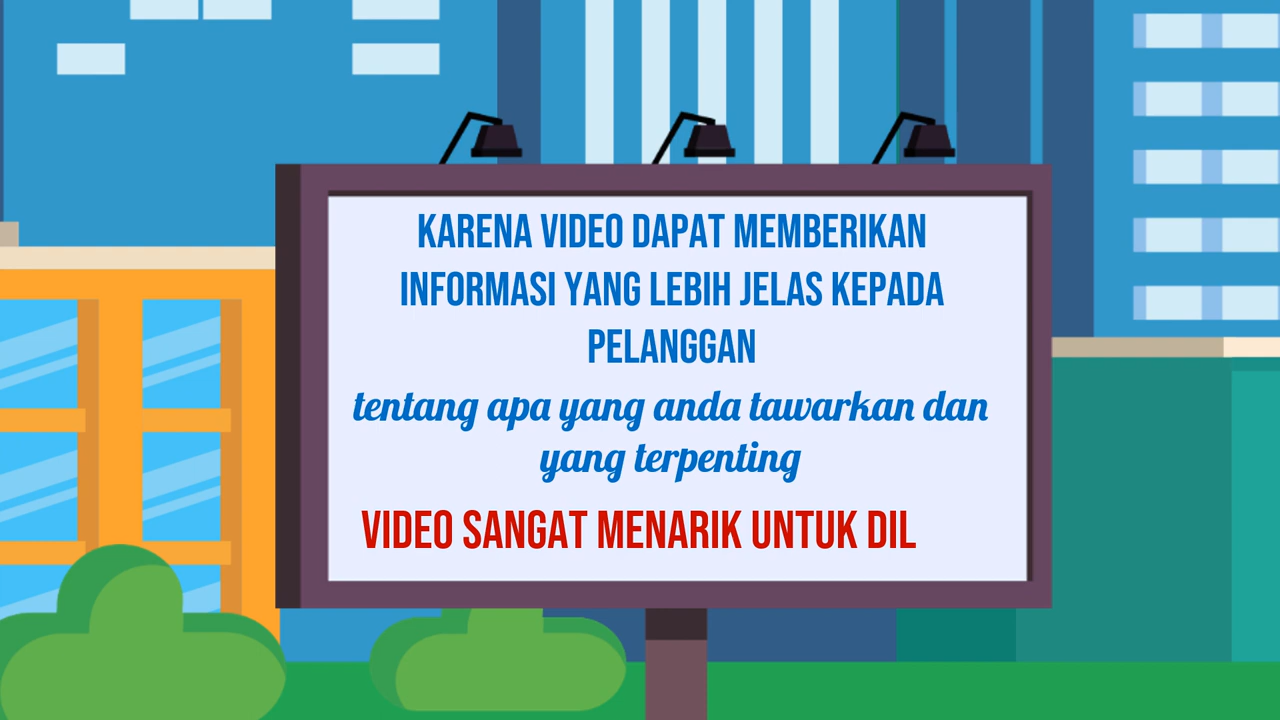 KARENA VIDEO DAPAT MEMBERIKAN
INFORMASI YANG LEBIH JELAS KEPADA
PELANGGAN
tentang apa yang anda tawarkan dan
yang terpenting
VIDEO SANGAT MENARIK UNTUK DIL